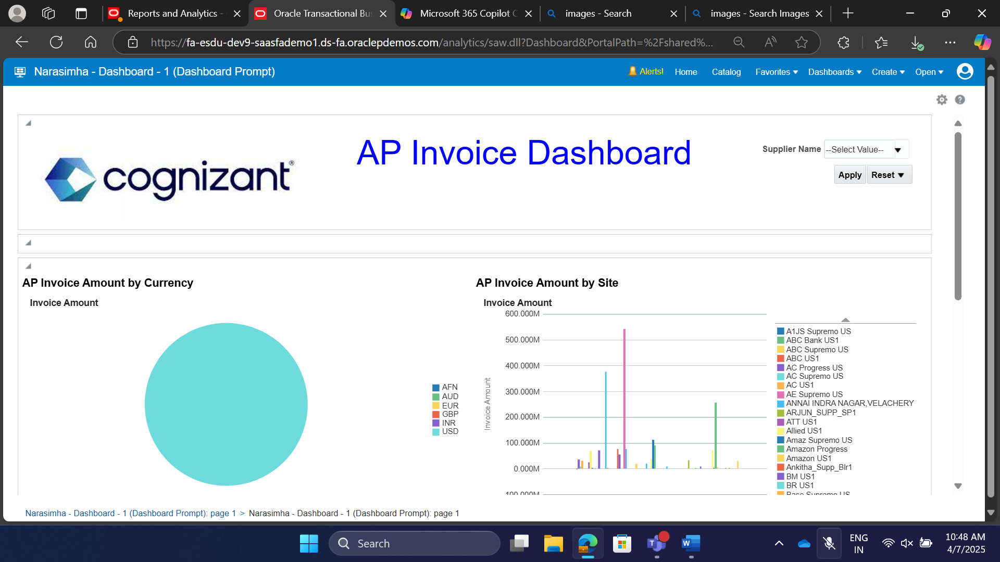 Reports and Analytics -
Oracle Transactional Bus
Microsoft 365 Copilot C
images - Search
images - Search Images
https://fa-esdu-dev9-saasfademo1.ds-fa.oraclepdemos.com/analytics/saw.dll?Dashboard&PortalPath=%2Fshared%...
Narasimha - Dashboard - 1 (Dashboard Prompt)
Alerts!
Home
Catalog
Favorites
Dashboards
Create
Open
cognizant®
AP Invoice Dashboard
Supplier Name
--Select Value--
Apply
Reset
AP Invoice Amount by Currency
Invoice Amount
AFN
AUD
EUR
GBP
INR
USD
AP Invoice Amount by Site
Invoice Amount
Invoice Amount
600.000M
500.000M
400.000M
300.000M
200.000M
100.000M
0.000M
100.000M
A1JS Supremo US
ABC Bank US1
ABC Supremo US
ABC US1
AC Progress US
AC Supremo US
AC US1
AE Supremo US
ANNAI INDRA NAGAR,VELACHERY
ARJUN_SUPP_SP1
ATT US1
Allied US1
Amaz Supremo US
Amazon Progress
Amazon US1
Ankitha_Supp_Blr1
BM US1
BR US1
Base Supremo US
Narasimha - Dashboard - 1 (Dashboard Prompt): page 1 > Narasimha - Dashboard - 1 (Dashboard Prompt): page 1
Search
ENG
IN
10:48 AM
4/7/2025